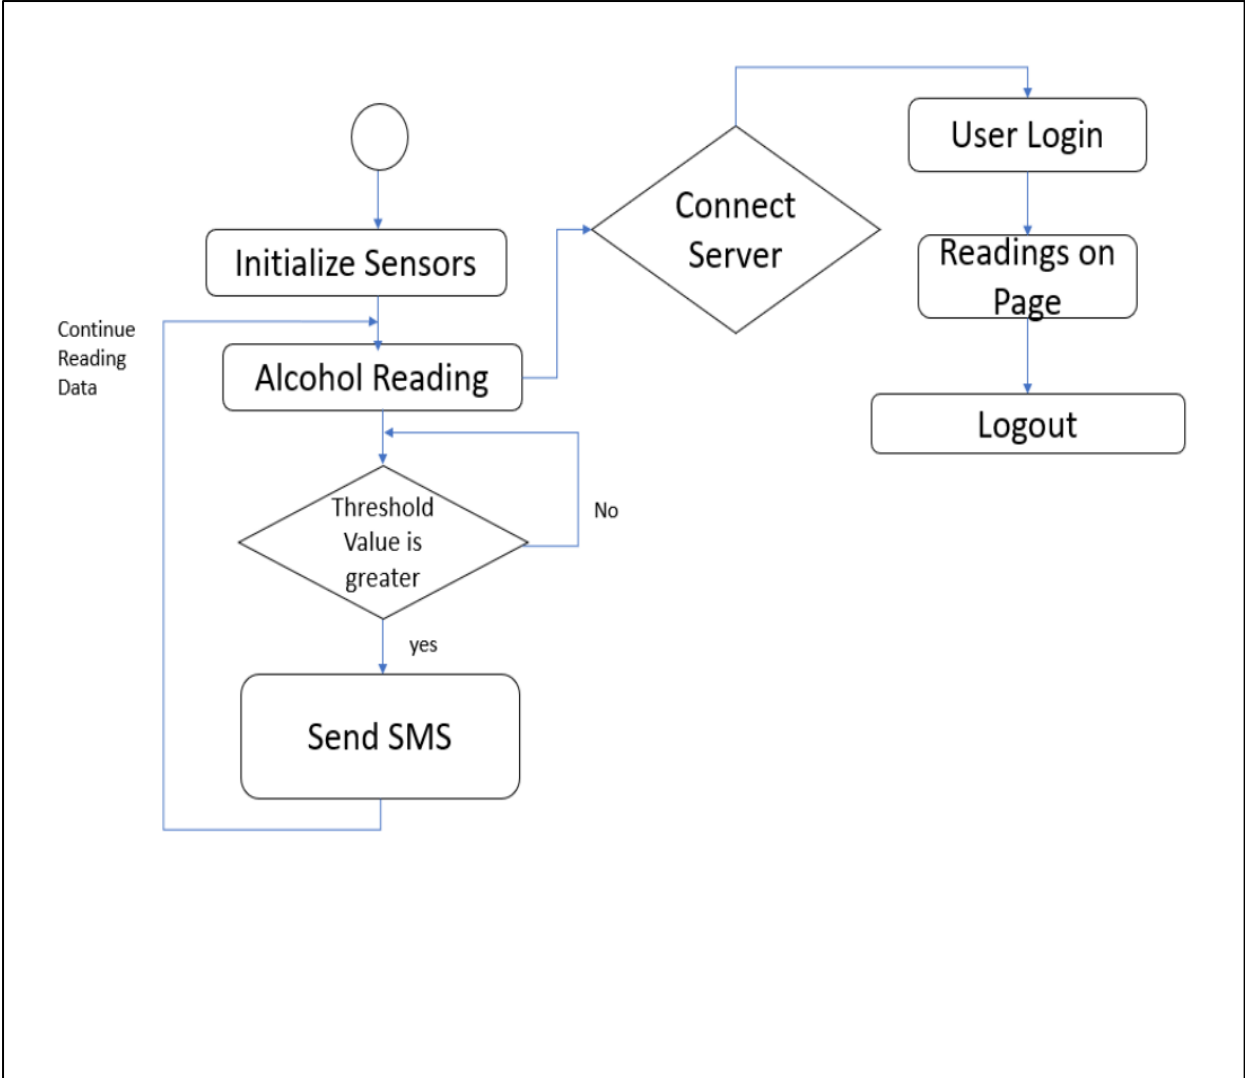 Initialize Sensors
Continue
Reading
Data
Alcohol Reading
Threshold
Value is
greater
No
yes
Send SMS
Connect
Server
User Login
Readings on
Page
Logout